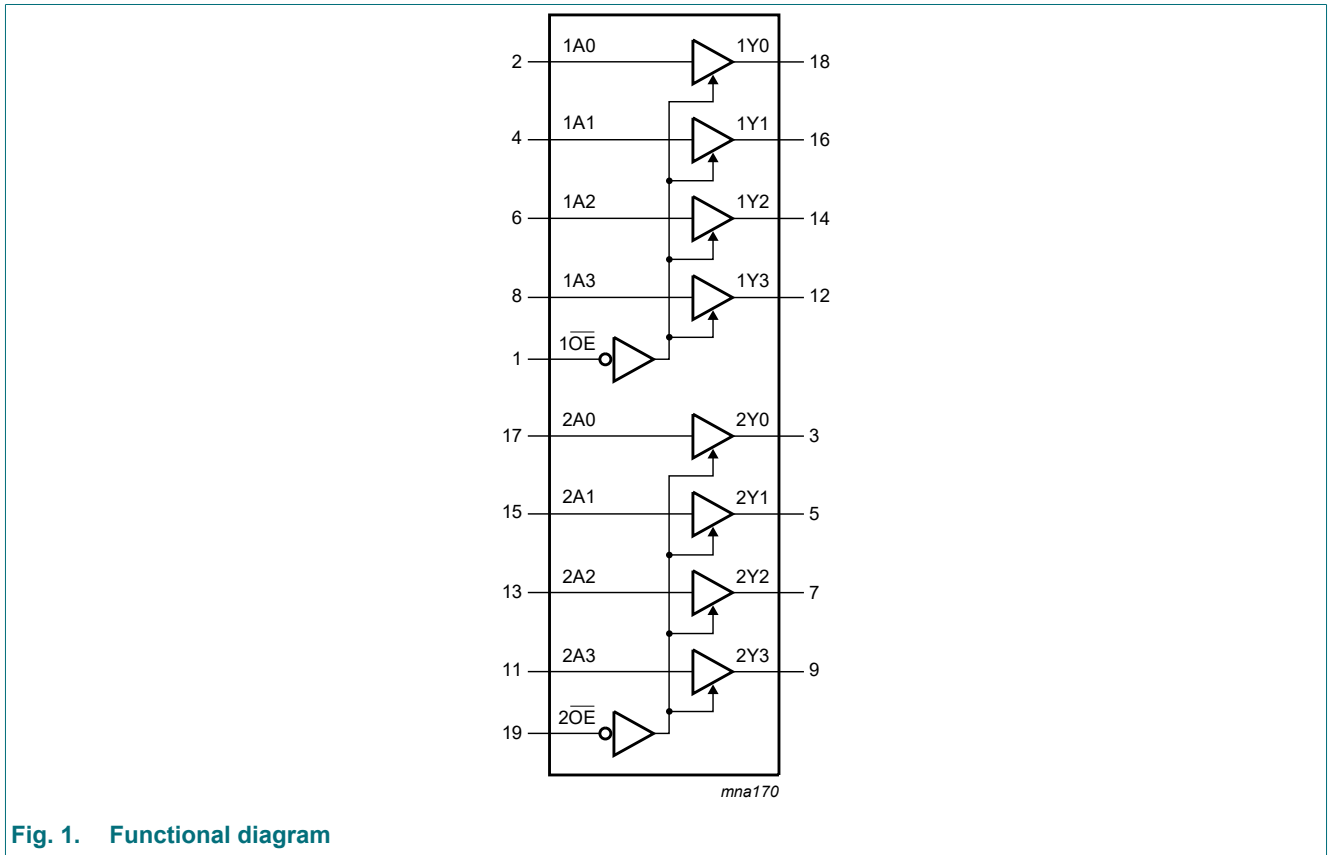 2 1A0 1Y0 18
4 1A1 1Y1 16
6 1A2 1Y2 14
8 1A3 1Y3 12
1 1O̅E̅
17 2A0 2Y0 3
15 2A1 2Y1 5
13 2A2 2Y2 7
11 2A3 2Y3 9
19 2O̅E̅
mna170
Fig. 1. Functional diagram